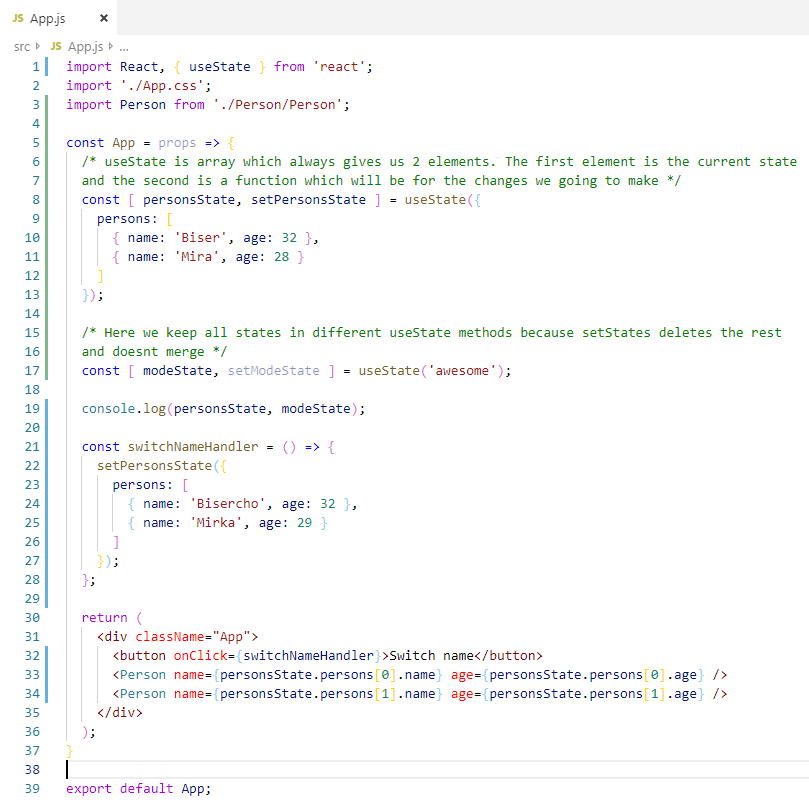 JS App.js ×
src › JS App.js › ...
1 import React, { useState } from 'react';
2 import './App.css';
3 import Person from './Person/Person';
4
5 const App = props => {
6   /* useState is array which always gives us 2 elements. The first element is the current state
7   and the second is a function which will be for the changes we going to make */
8   const [ personsState, setPersonsState ] = useState({
9     persons: [
10       { name: 'Biser', age: 32 },
11       { name: 'Mira', age: 28 }
12     ]
13   });
14
15   /* Here we keep all states in different useState methods because setStates deletes the rest
16   and doesnt merge */
17   const [ modeState, setModeState ] = useState('awesome');
18
19   console.log(personsState, modeState);
20
21   const switchNameHandler = () => {
22     setPersonsState({
23       persons: [
24         { name: 'Bisercho', age: 32 },
25         { name: 'Mirka', age: 29 }
26       ]
27     });
28   };
29
30   return (
31     <div className="App">
32       <button onClick={switchNameHandler}>Switch name</button>
33       <Person name={personsState.persons[0].name} age={personsState.persons[0].age} />
34       <Person name={personsState.persons[1].name} age={personsState.persons[1].age} />
35     </div>
36   );
37 }
38
39 export default App;